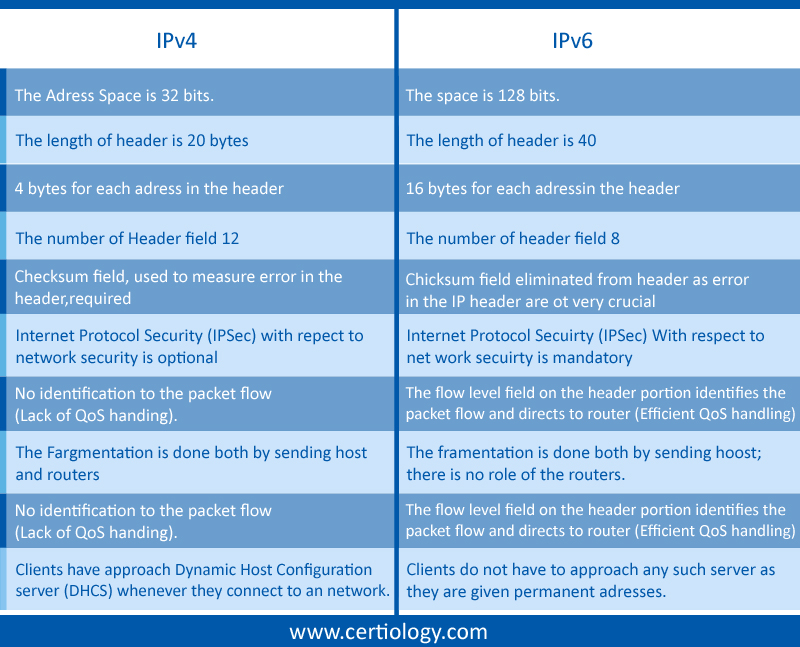 IPv4
IPv6
The Adress Space is 32 bits.
The space is 128 bits.
The length of header is 20 bytes
The length of header is 40
4 bytes for each adress in the header
16 bytes for each adressin the header
The number of Header field 12
The number of header field 8
Checksum field, used to measure error in the
header,required
Chicksum field eliminated from header as error
in the IP header are ot very crucial
Internet Protocol Security (IPSec) with repect to
network security is optional
Internet Protocol Secuirty (IPSec) With respect to
net work secuirty is mandatory
No identification to the packet flow
(Lack of QoS handing).
The flow level field on the header portion identifies the
packet flow and directs to router (Efficient QoS handling)
The Fargmentation is done both by sending host
and routers
The framentation is done both by sending hoost;
there is no role of the routers.
No identification to the packet flow
(Lack of QoS handing).
The flow level field on the header portion identifies the
packet flow and directs to router (Efficient QoS handling)
Clients have approach Dynamic Host Configuration
server (DHCS) whenever they connect to an network.
Clients do not have to approach any such server as
they are given permanent adresses.
www.certiology.com